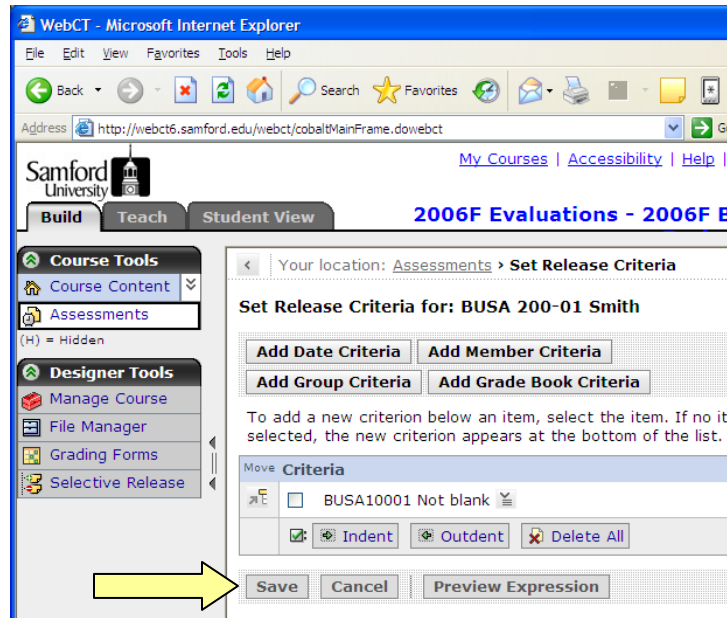 WebCT - Microsoft Internet Explorer
File Edit View Favorites Tools Help
Back Search Favorites
Address http://webct6.samford.edu/webct/cobaltMainFrame.dowebct
Samford University
My Courses | Accessibility | Help |
Build Teach Student View
2006F Evaluations - 2006F
Course Tools
Course Content
Assessments
(H) = Hidden
Designer Tools
Manage Course
File Manager
Grading Forms
Selective Release
Your location: Assessments › Set Release Criteria
Set Release Criteria for: BUSA 200-01 Smith
Add Date Criteria Add Member Criteria
Add Group Criteria Add Grade Book Criteria
To add a new criterion below an item, select the item. If no
selected, the new criterion appears at the bottom of the list.
Move Criteria
BUSA10001 Not blank
Indent Outdent Delete All
Save Cancel Preview Expression